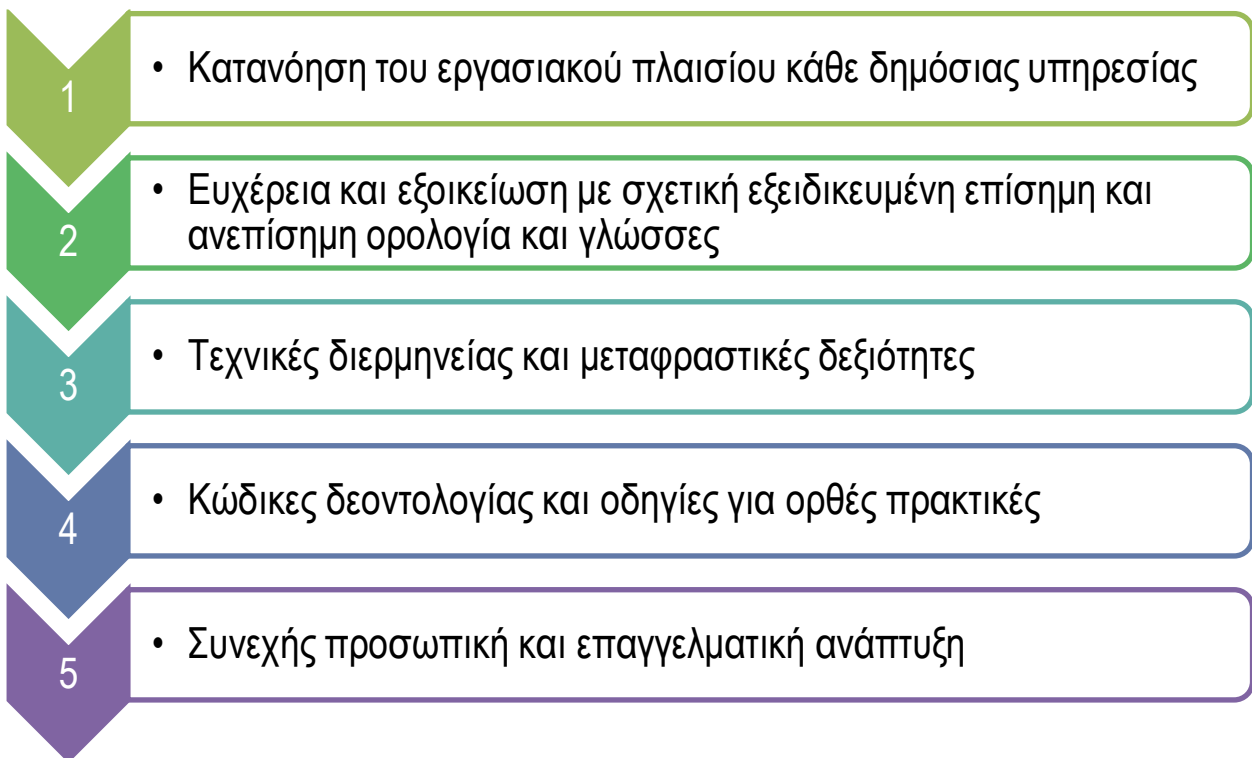 1
• Κατανόηση του εργασιακού πλαισίου κάθε δημόσιας υπηρεσίας
2
• Ευχέρεια και εξοικείωση με σχετική εξειδικευμένη επίσημη και
ανεπίσημη ορολογία και γλώσσες
3
• Τεχνικές διερμηνείας και μεταφραστικές δεξιότητες
4
• Κώδικες δεοντολογίας και οδηγίες για ορθές πρακτικές
5
• Συνεχής προσωπική και επαγγελματική ανάπτυξη